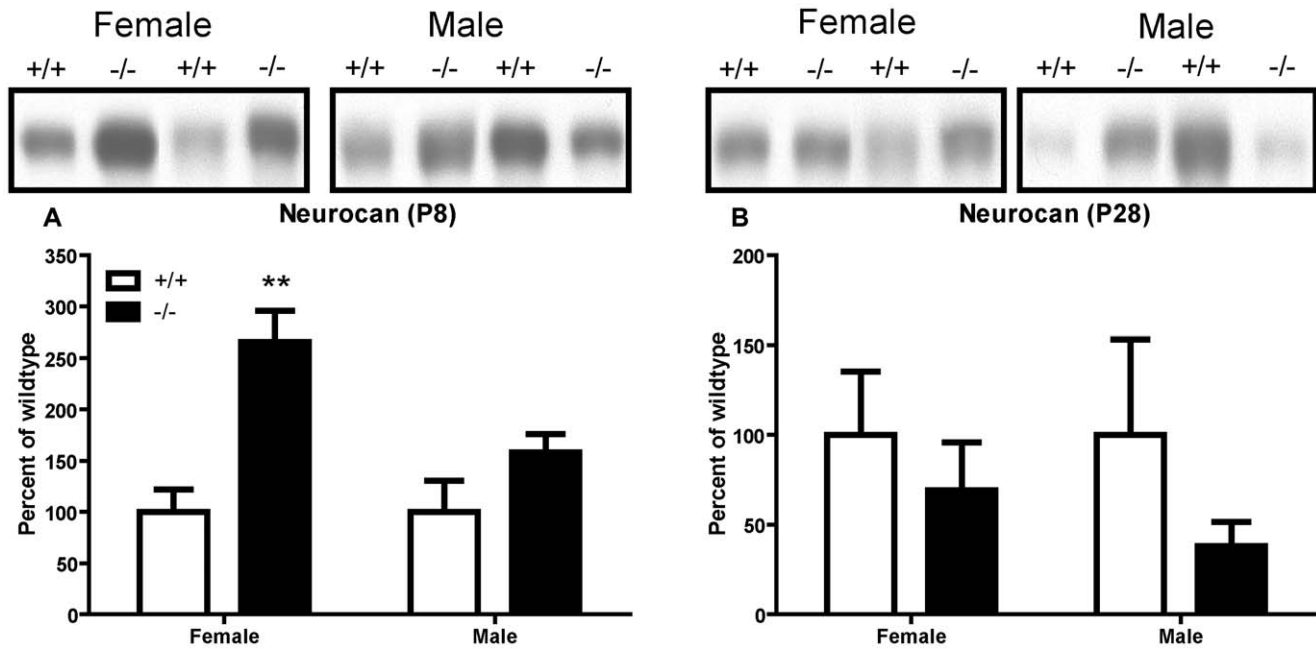 Female Male
+/+ -/- +/+ -/- +/+ -/- +/+ -/-
A Neurocan (P8)
350
300
250
200
150
100
50
0
Percent of wildtype
+/+
-/-
**
Female Male
Female Male
+/+ -/- +/+ -/- +/+ -/- +/+ -/-
B Neurocan (P28)
200
150
100
50
0
Percent of wildtype
Female Male